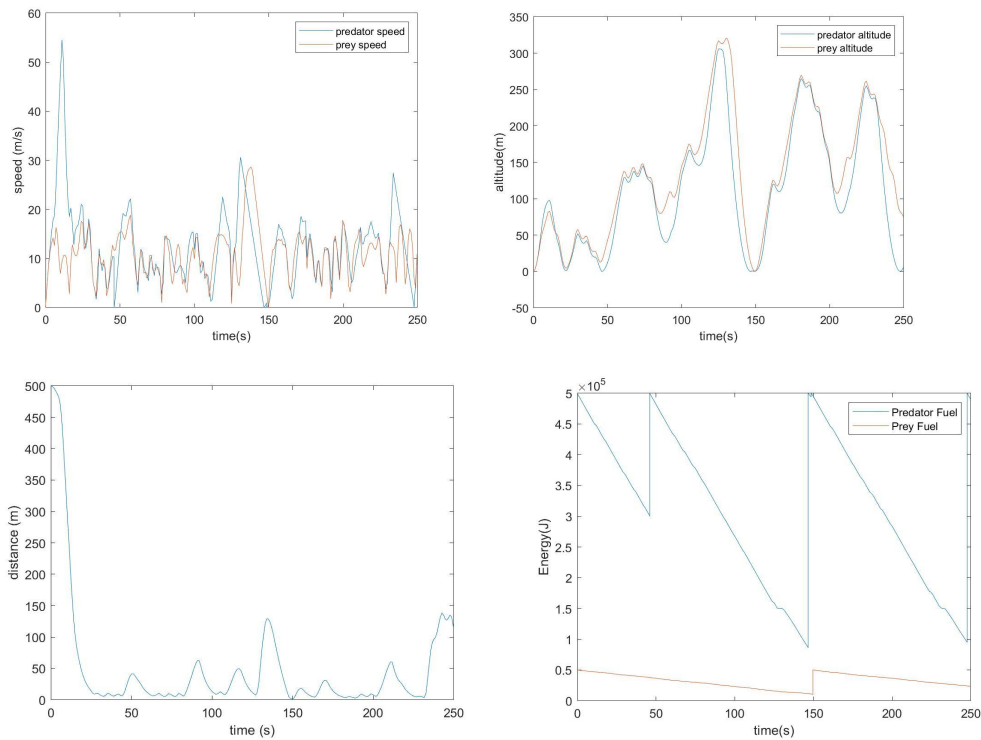 60
50
40
30
20
10
0
speed (m/s)
predator speed
prey speed
0 50 100 150 200 250
time(s)
350
300
250
200
150
100
50
0
-50
altitude(m)
predator altitude
prey altitude
0 50 100 150 200 250
time(s)
500
450
400
350
300
250
200
150
100
50
0
distance (m)
0 50 100 150 200 250
time (s)
×10⁵
5
4.5
4
3.5
3
2.5
2
1.5
1
0.5
0
Energy(J)
Predator Fuel
Prey Fuel
0 50 100 150 200 250
time(s)